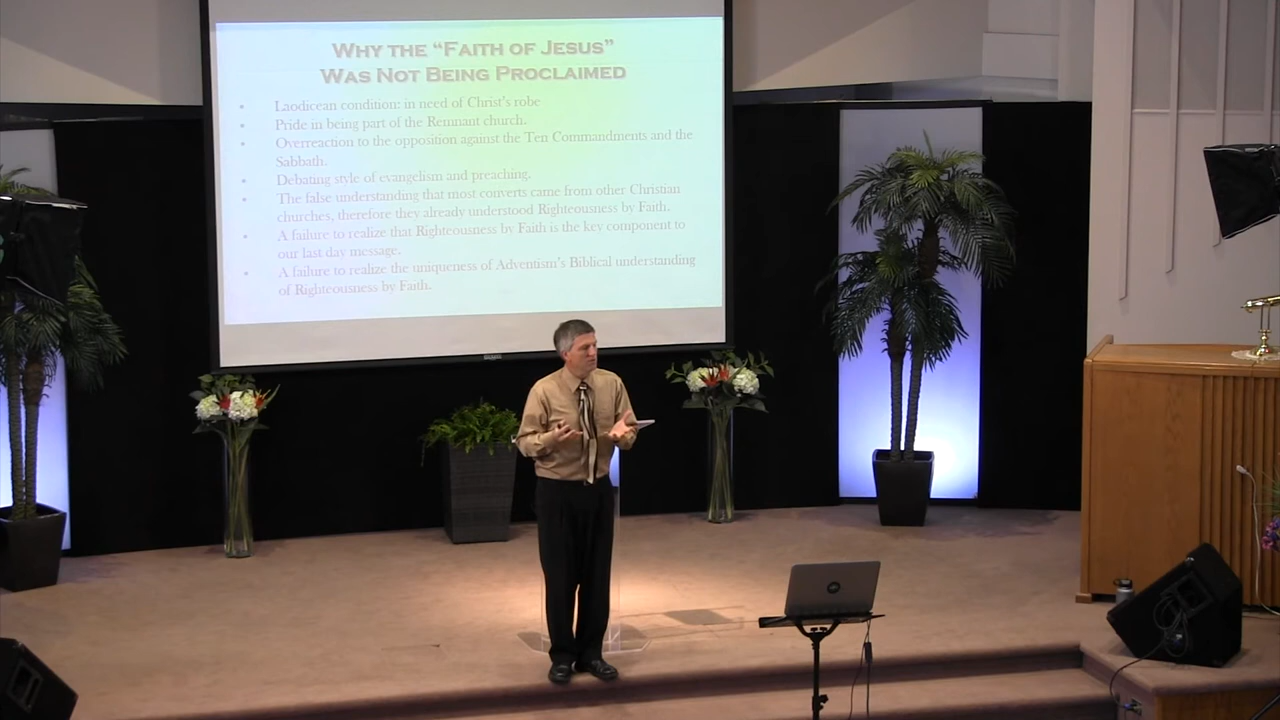 WHY THE “FAITH OF JESUS”
WAS NOT BEING PROCLAIMED
• Laodicean condition: in need of Christ's robe
• Pride in being part of the Remnant church.
• Overreaction to the opposition against the Ten Commandments and the
Sabbath.
• Debating style of evangelism and preaching.
• The false understanding that most converts came from other Christian
churches, therefore they already understood Righteousness by Faith.
• A failure to realize that Righteousness by Faith is the key component to
our last day message.
• A failure to realize the uniqueness of Adventism's Biblical understanding
of Righteousness by Faith.